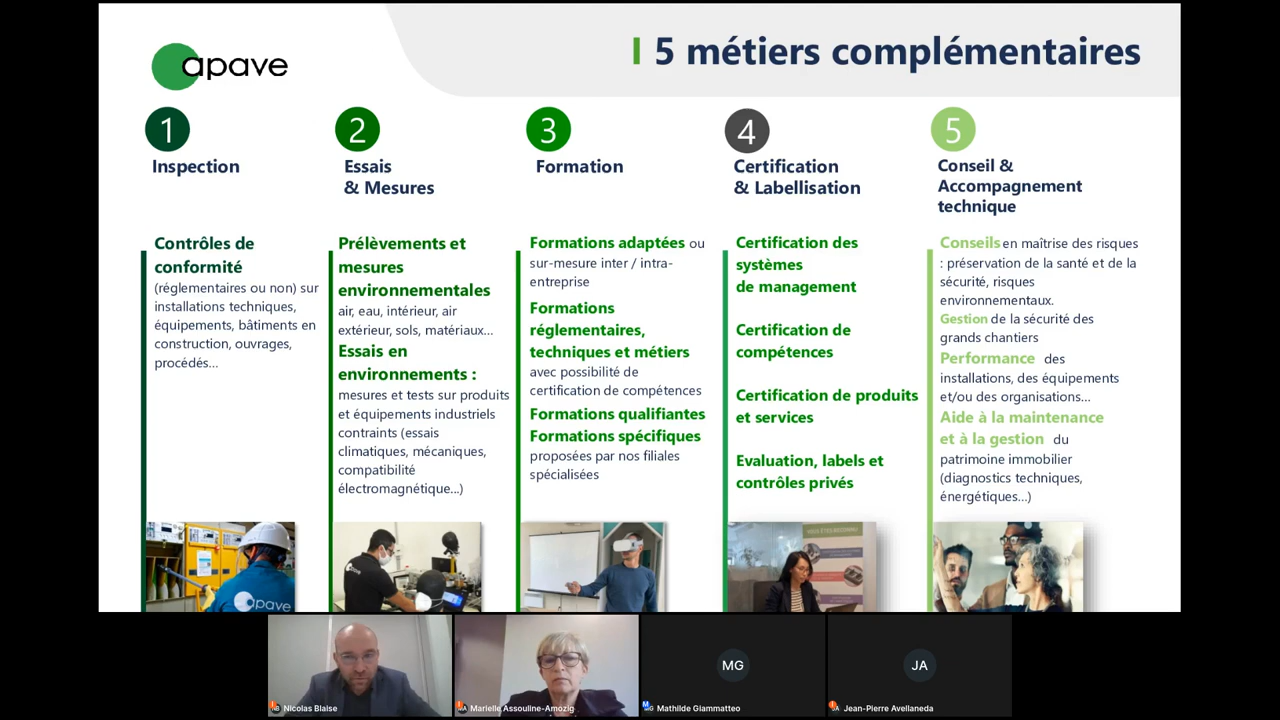 apave
5 métiers complémentaires
1
Inspection
Contrôles de
conformité
(réglementaires ou non) sur
installations techniques,
équipements, bâtiments en
construction, ouvrages,
procédés...
2
Essais
& Mesures
Prélèvements et
mesures
environnementales
air, eau, intérieur, air
extérieur, sols, matériaux...
Essais en
environnements :
mesures et tests sur produits
et équipements industriels
contraints (essais
climatiques, mécaniques,
compatibilité
électromagnétique...)
3
Formation
Formations adaptées ou
sur-mesure inter / intra-
entreprise
Formations
réglementaires,
techniques et métiers
avec possibilité de
certification de compétences
Formations qualifiantes
Formations spécifiques
proposées par nos filiales
spécialisées
4
Certification
& Labellisation
Certification des
systèmes
de management
Certification de
compétences
Certification de produits
et services
Evaluation, labels et
contrôles privés
5
Conseil &
Accompagnement
technique
Conseils en maîtrise des risques
: préservation de la santé et de la
sécurité, risques
environnementaux.
Gestion de la sécurité des
grands chantiers
Performance des
installations, des équipements
et/ou des organisations...
Aide à la maintenance
et à la gestion du
patrimoine immobilier
(diagnostics techniques,
énergétiques...)
apave
MG
JA
Nicolas Blaise
Marielle Assouline-Amozig
Mathilde Giammatteo
Jean-Pierre Avellaneda